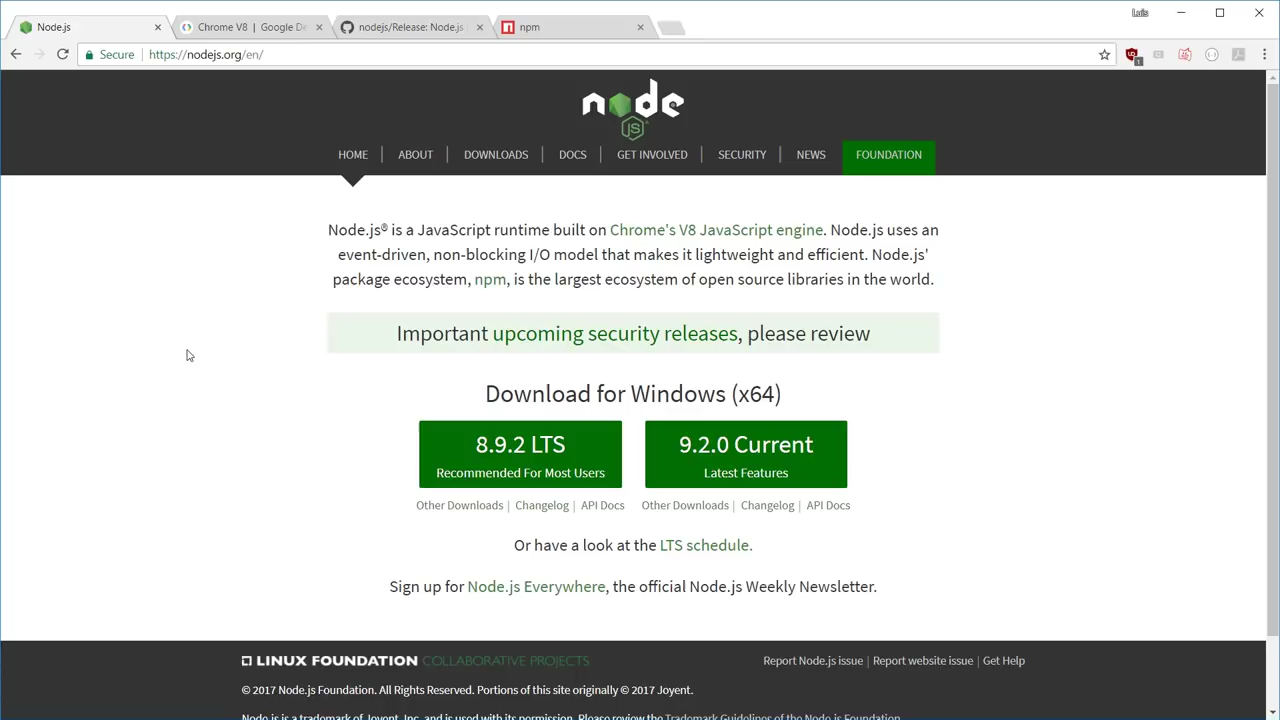 Node.js
Chrome V8 | Google De
nodejs/Release: Node.js
npm
Secure
https://nodejs.org/en/
1
node
JS
HOME
ABOUT
DOWNLOADS
DOCS
GET INVOLVED
SECURITY
NEWS
FOUNDATION
Node.js® is a JavaScript runtime built on Chrome's V8 JavaScript engine. Node.js uses an
event-driven, non-blocking I/O model that makes it lightweight and efficient. Node.js'
package ecosystem, npm, is the largest ecosystem of open source libraries in the world.
Important upcoming security releases, please review
Download for Windows (x64)
8.9.2 LTS
Recommended For Most Users
9.2.0 Current
Latest Features
Other Downloads | Changelog | API Docs
Other Downloads | Changelog | API Docs
Or have a look at the LTS schedule.
Sign up for Node.js Everywhere, the official Node.js Weekly Newsletter.
LINUX FOUNDATION COLLABORATIVE PROJECTS
Report Node.js issue | Report website issue | Get Help
© 2017 Node.js Foundation. All Rights Reserved. Portions of this site originally © 2017 Joyent.
Node.js is a trademark of Joyent, Inc. and is used with its permission. Please review the Trademark Guidelines of the Node.js Foundation.